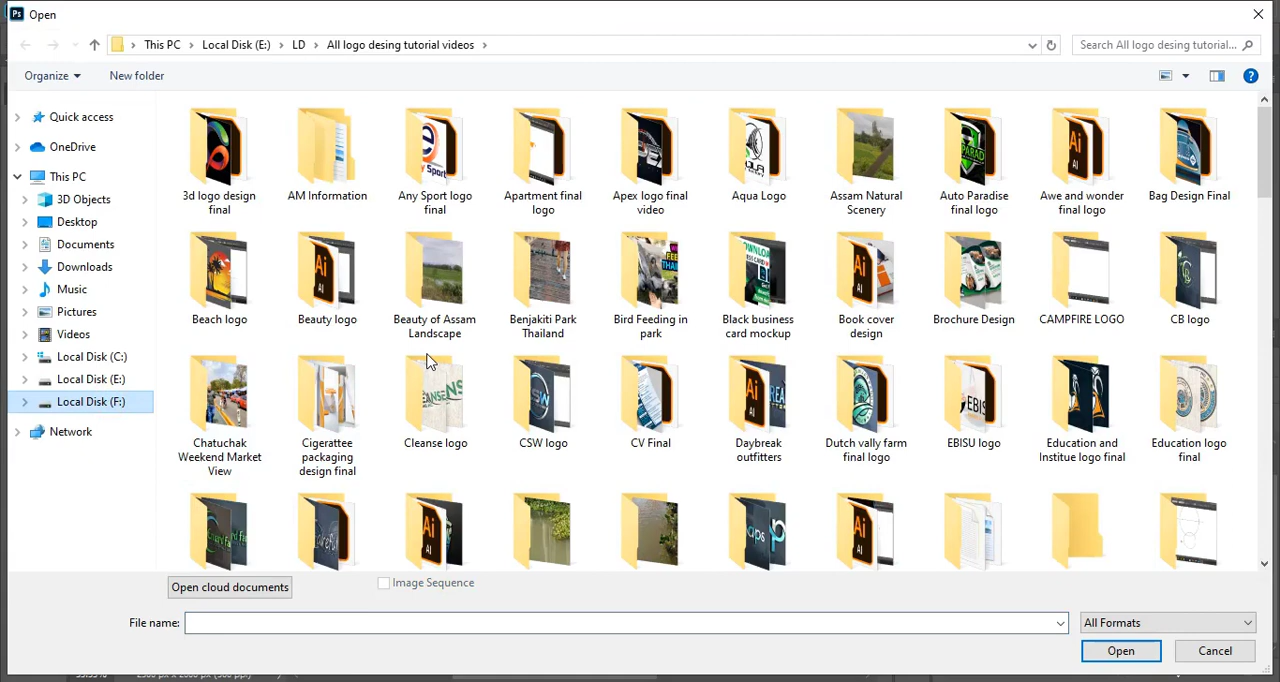 Ps Open
This PC Local Disk (E:) LD All logo desing tutorial videos
Search All logo desing tutorial...
Organize New folder
Quick access
OneDrive
This PC
3D Objects
Desktop
Documents
Downloads
Music
Pictures
Videos
Local Disk (C:)
Local Disk (E:)
Local Disk (F:)
Network
3d logo design
final
AM Information
Any Sport logo
final
Apartment final
logo
Apex logo final
video
Aqua Logo
Assam Natural
Scenery
Auto Paradise
final logo
Awe and wonder
final logo
Bag Design Final
Beach logo
Beauty logo
Beauty of Assam
Landscape
Benjakiti Park
Thailand
Bird Feeding in
park
Black business
card mockup
Book cover
design
Brochure Design
CAMPFIRE LOGO
CB logo
Chatuchak
Weekend Market
View
Cigerattee
packaging
design final
Cleanse logo
CSW logo
CV Final
Daybreak
outfitters
Dutch vally farm
final logo
EBISU logo
Education and
Institue logo final
Education logo
final
Open cloud documents
Image Sequence
File name:
All Formats
Open
Cancel